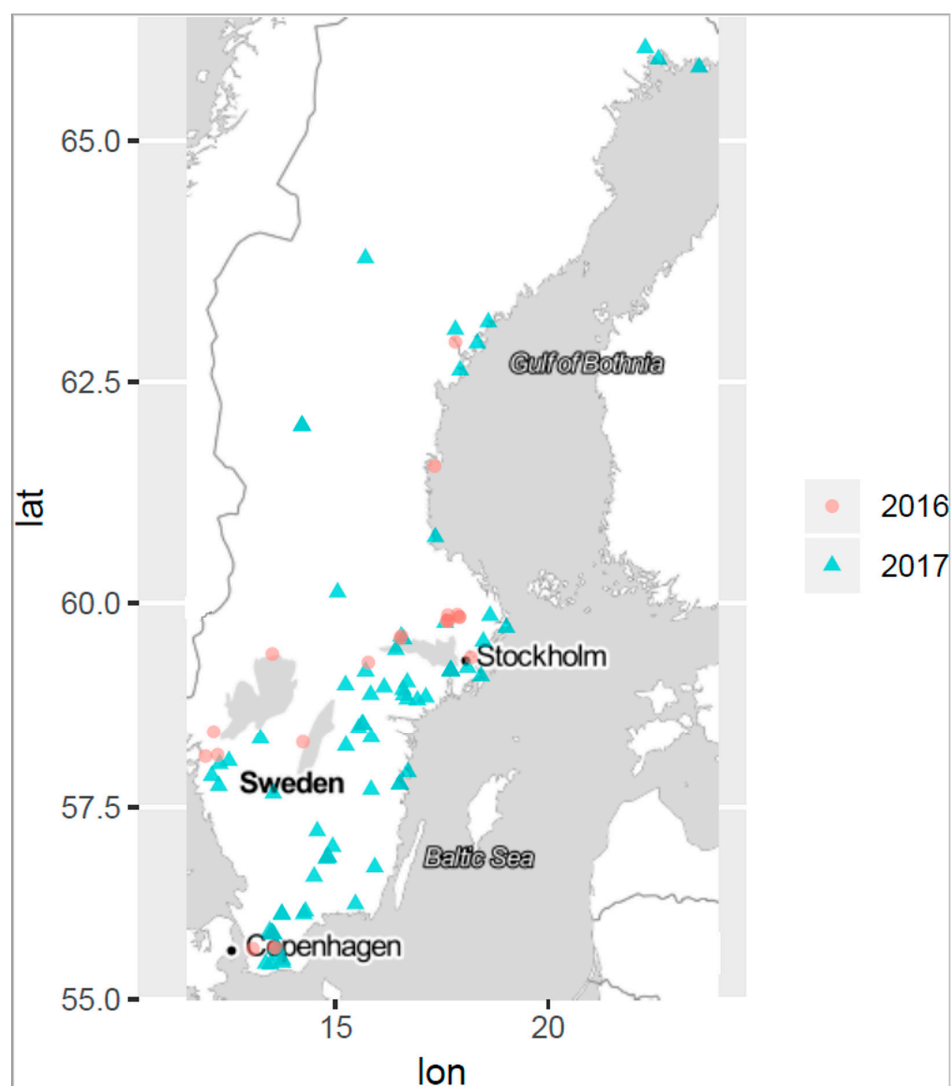 65.0
Gulf of Bothnia
62.5
lat
2016
2017
60.0
Stockholm
Sweden
57.5
Baltic Sea
Copenhagen
55.0
15
20
lon